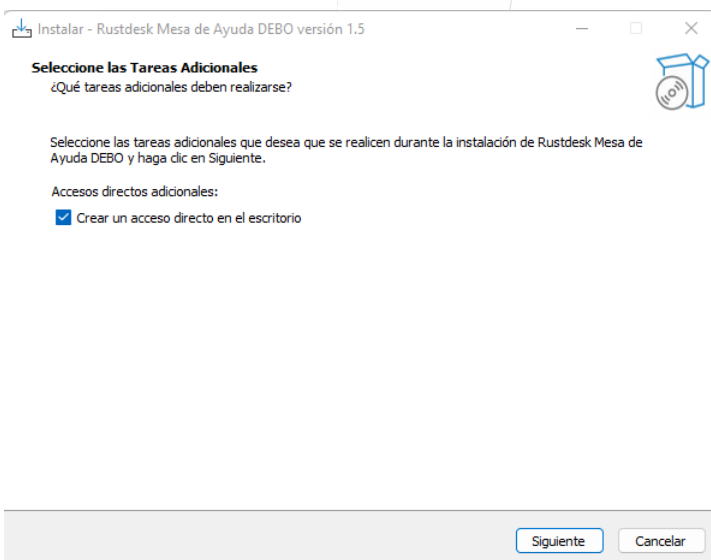 Instalar - Rustdesk Mesa de Ayuda DEBO versión 1.5
Seleccione las Tareas Adicionales
¿Qué tareas adicionales deben realizarse?
Seleccione las tareas adicionales que desea que se realicen durante la instalación de Rustdesk Mesa de
Ayuda DEBO y haga clic en Siguiente.
Accesos directos adicionales:
Crear un acceso directo en el escritorio
Siguiente
Cancelar